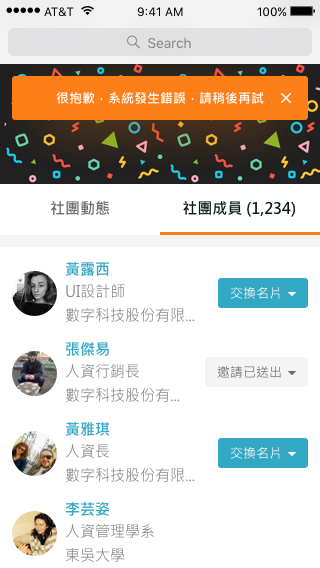 AT&T 9:41 AM 100%
Search
很抱歉，系統發生錯誤，請稍後再試
社團動態 社團成員 (1,234)
黃露西
UI設計師
數字科技股份有限...
交換名片
張傑易
人資行銷長
數字科技股份有...
邀請已送出
黃雅琪
人資長
數字科技股份有限...
交換名片
李芸姿
人資管理學系
東吳大學